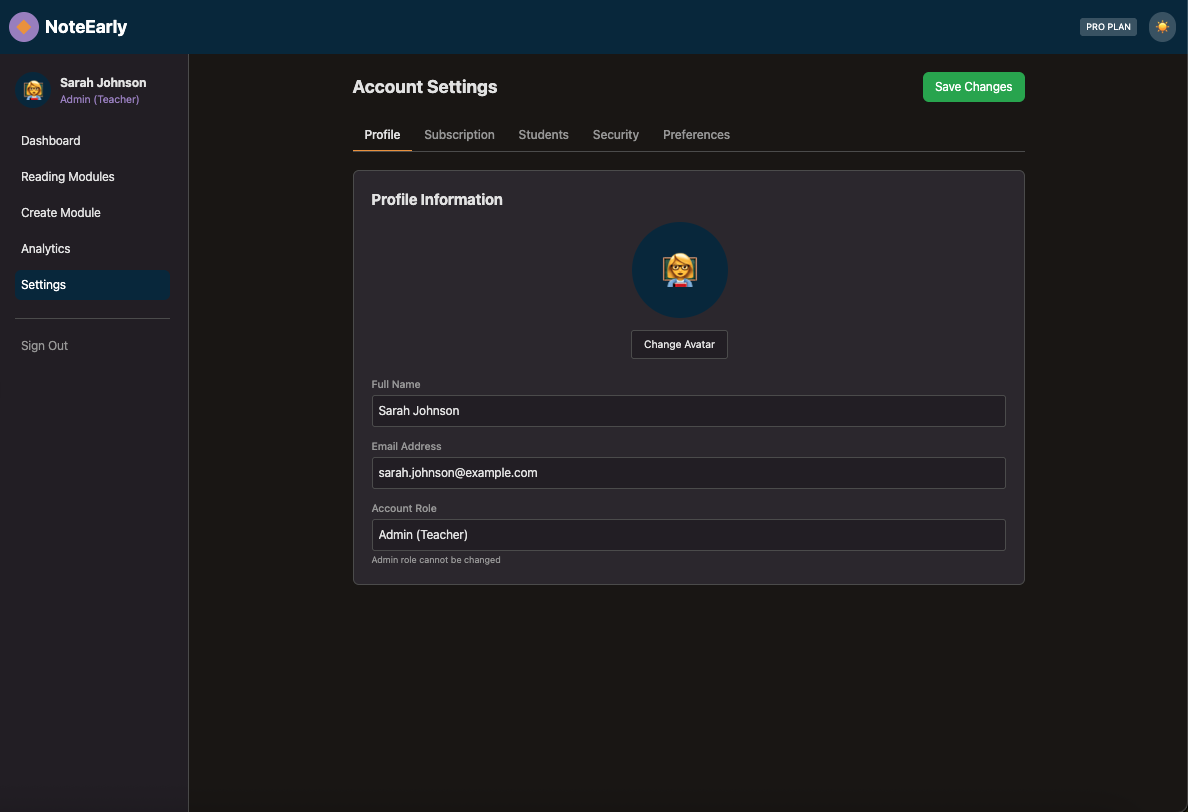 NoteEarly
PRO PLAN
Sarah Johnson
Admin (Teacher)
Dashboard
Reading Modules
Create Module
Analytics
Settings
Sign Out
Account Settings
Save Changes
Profile
Subscription
Students
Security
Preferences
Profile Information
Change Avatar
Full Name
Sarah Johnson
Email Address
sarah.johnson@example.com
Account Role
Admin (Teacher)
Admin role cannot be changed